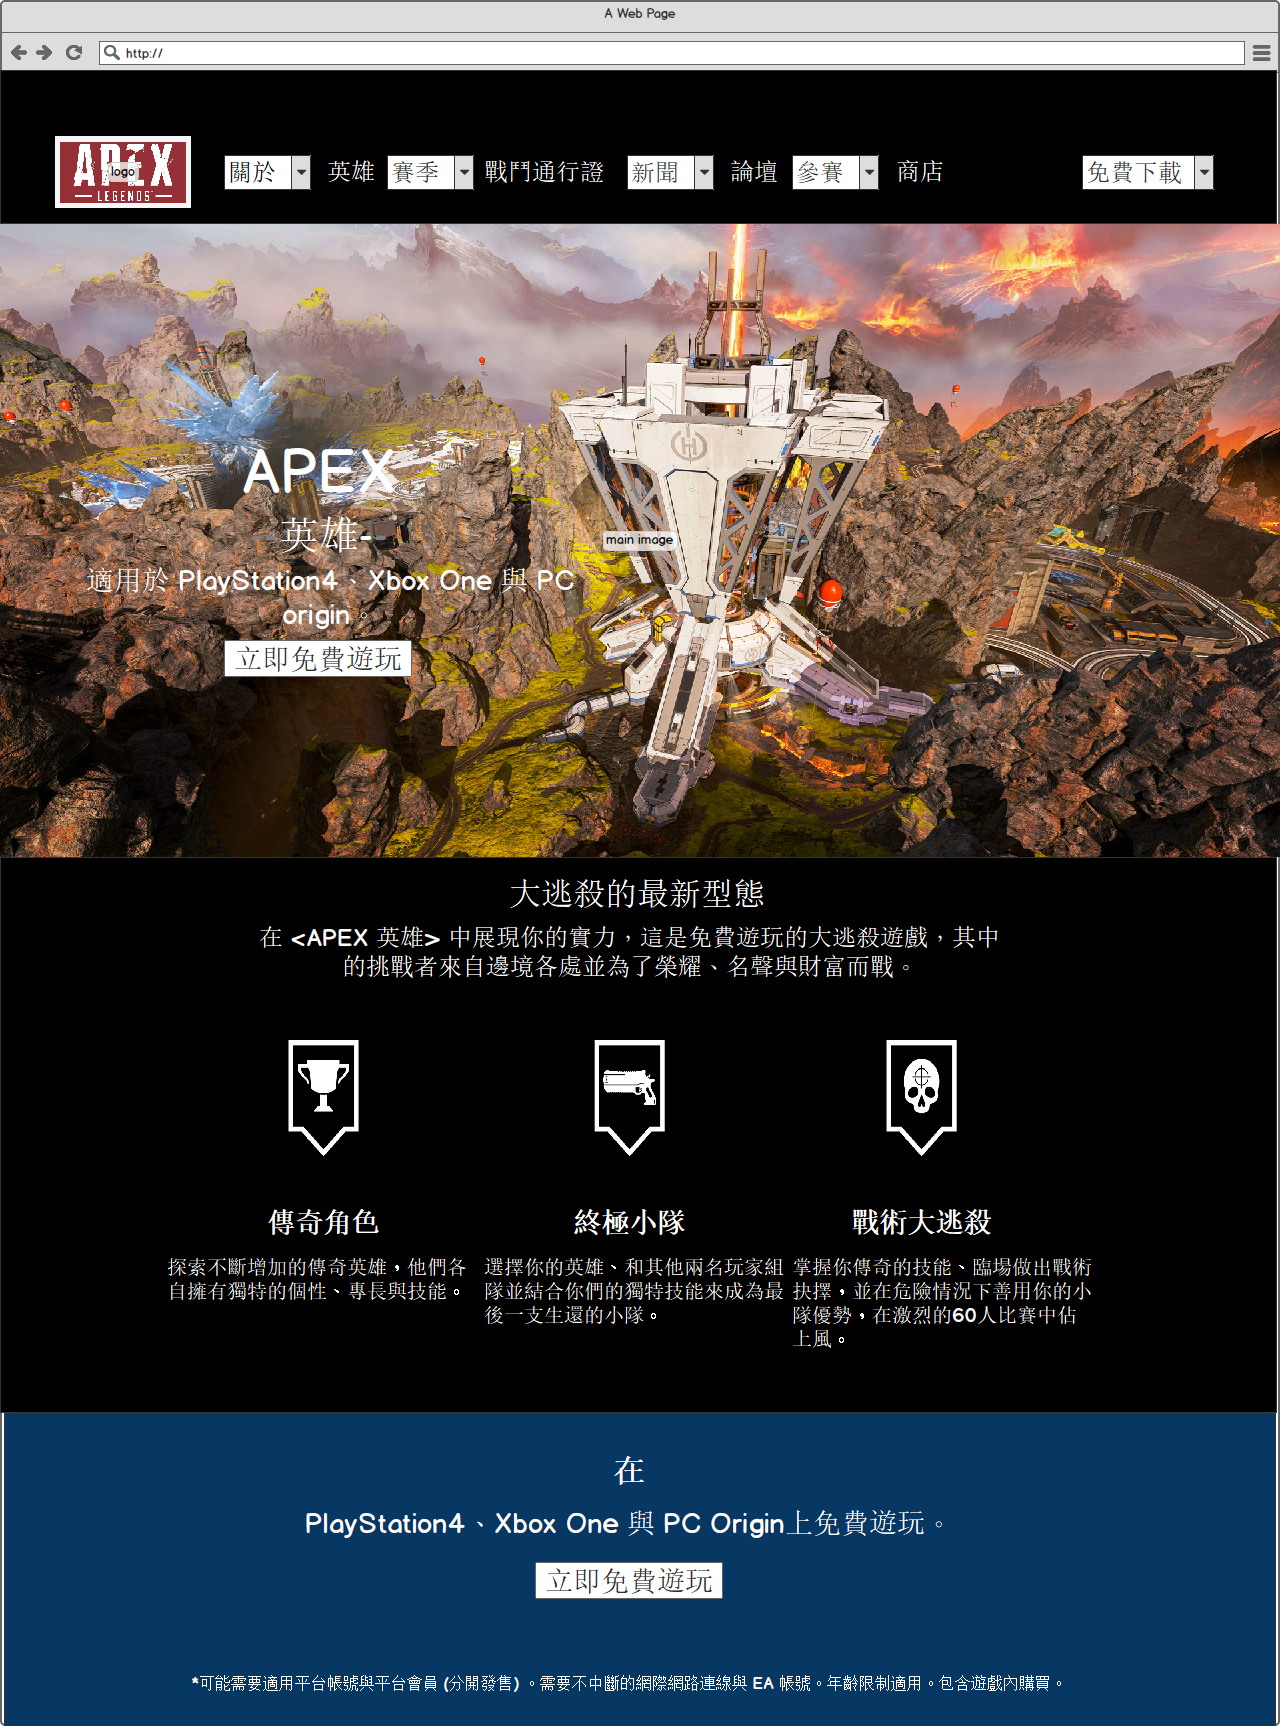 A Web Page
http://
APEX
logo
LEGENDS
關於
英雄
賽季
戰鬥通行證
新聞
論壇
參賽
商店
免費下載
APEX
-英雄-
main image
適用於 PlayStation4、Xbox One 與 PC
origin。
立即免費遊玩
大逃殺的最新型態
在 <APEX 英雄> 中展現你的實力，這是免費遊玩的大逃殺遊戲，其中
的挑戰者來自邊境各處並為了榮耀、名聲與財富而戰。
傳奇角色
終極小隊
戰術大逃殺
探索不斷增加的傳奇英雄，他們各
自擁有獨特的個性、專長與技能。
選擇你的英雄、和其他兩名玩家組
隊並結合你們的獨特技能來成為最
後一支生還的小隊。
掌握你傳奇的技能、臨場做出戰術
抉擇，並在危險情況下善用你的小
隊優勢，在激烈的60人比賽中佔
上風。
在
PlayStation4、Xbox One 與 PC Origin上免費遊玩。
立即免費遊玩
*可能需要適用平台帳號與平台會員 (分開發售) 。需要不中斷的網際網路連線與 EA 帳號。年齡限制適用。包含遊戲內購買。